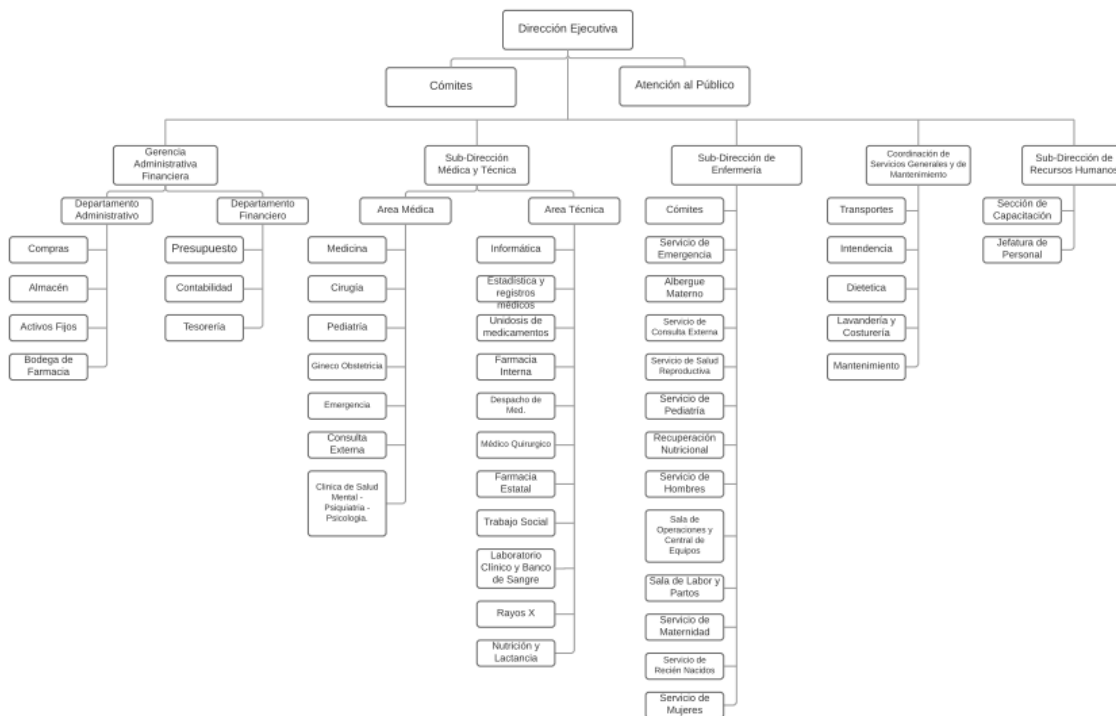 Dirección Ejecutiva
Cómites
Atención al Público
Gerencia
Administrativa
Financiera
Sub-Dirección
Médica y Técnica
Sub-Dirección de
Enfermería
Coordinación de
Servicios Generales y de
Mantenimiento
Sub-Dirección de
Recursos Humanos
Departamento
Administrativo
Departamento
Financiero
Area Médica
Area Técnica
Compras
Almacén
Activos Fijos
Bodega de
Farmacia
Presupuesto
Contabilidad
Tesorería
Medicina
Cirugía
Pediatría
Gineco Obstetricia
Emergencia
Consulta
Externa
Clinica de Salud
Mental -
Psiquiatria -
Psicologia.
Informática
Estadística y
registros
médicos
Unidosis de
medicamentos
Farmacia
Interna
Despacho de
Med.
Médico Quirurgico
Farmacia
Estatal
Trabajo Social
Laboratorio
Clínico y Banco
de Sangre
Rayos X
Nutrición y
Lactancia
Cómites
Servicio de
Emergencia
Albergue
Materno
Servicio de
Consulta Externa
Servicio de Salud
Reproductiva
Servicio de
Pediatría
Recuperación
Nutricional
Servicio de
Hombres
Sala de
Operaciones y
Central de
Equipos
Sala de Labor y
Partos
Servicio de
Maternidad
Servicio de
Recién Nacidos
Servicio de
Mujeres
Transportes
Intendencia
Dietetica
Lavandería y
Costurería
Mantenimiento
Sección de
Capacitación
Jefatura de
Personal